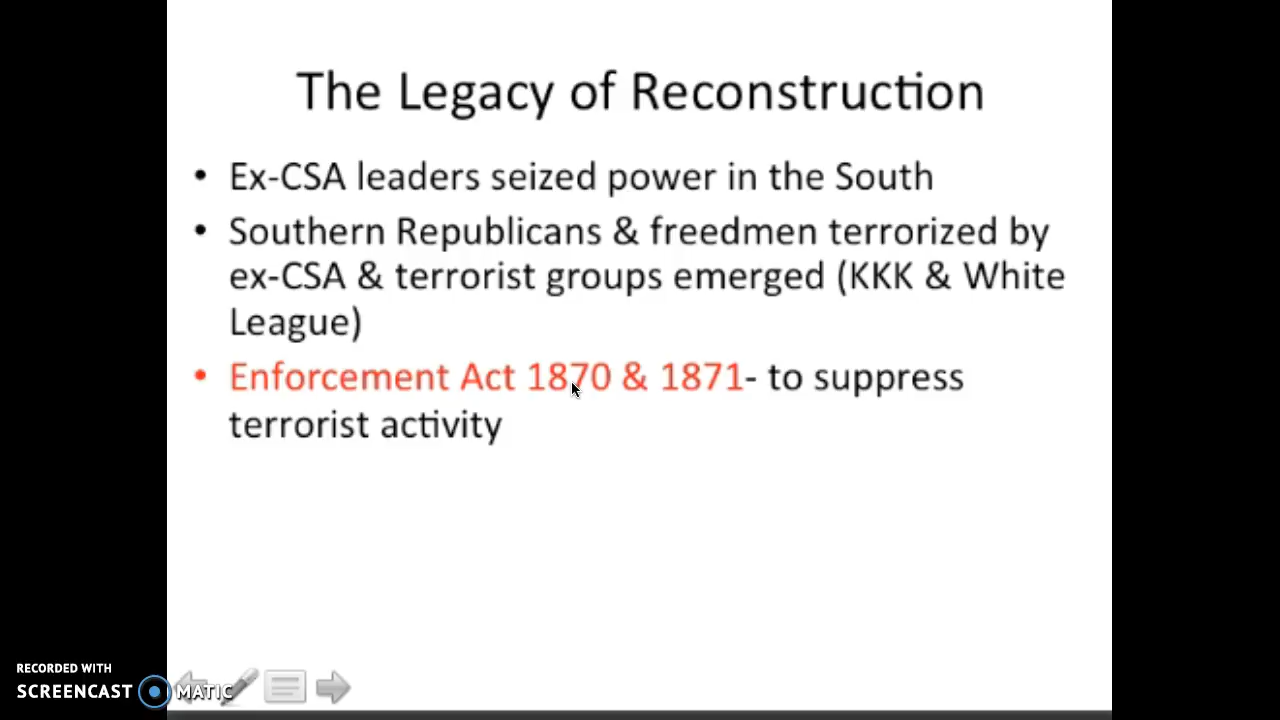 The Legacy of Reconstruction
• Ex-CSA leaders seized power in the South
• Southern Republicans & freedmen terrorized by
ex-CSA & terrorist groups emerged (KKK & White
League)
• Enforcement Act 1870 & 1871- to suppress
terrorist activity
RECORDED WITH
SCREENCAST MATIC